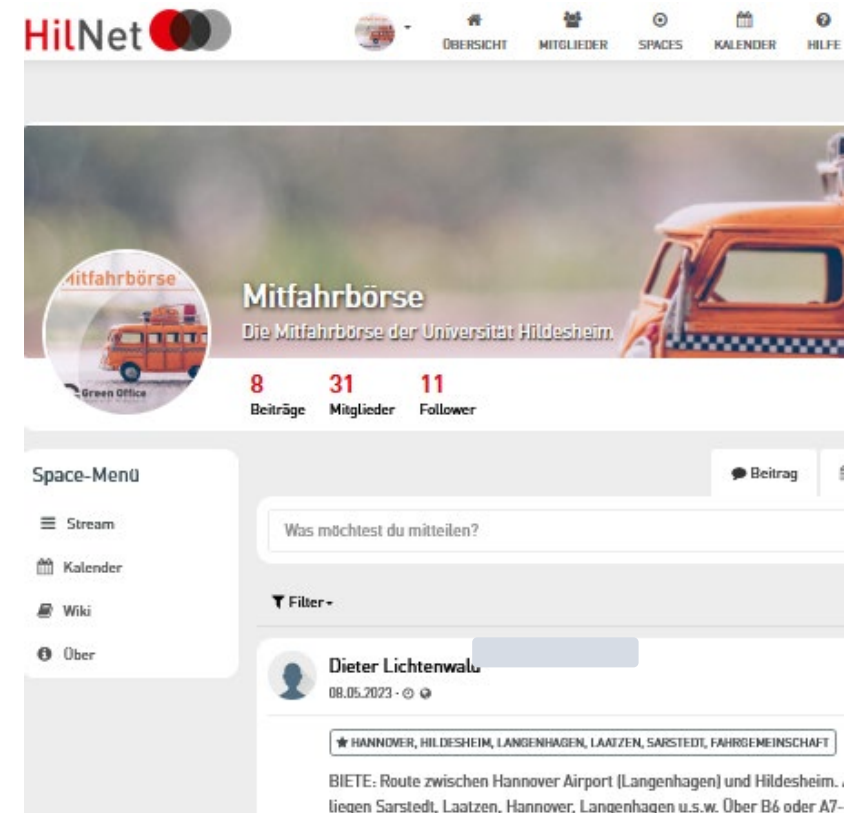 HilNet
ÜBERSICHT MITGLIEDER SPACES KALENDER HILFE
Mitfahrbörse
Green Office
Mitfahrbörse
Die Mitfahrbörse der Universität Hildesheim
8 31 11
Beiträge Mitglieder Follower
Space-Menü
Beitrag
Stream
Was möchtest du mitteilen?
Kalender
Filter
Wiki
Über
Dieter Lichtenwald
08.05.2023 ·
HANNOVER, HILDESHEIM, LANGENHAGEN, LAATZEN, SARSTEDT, FAHRGEMEINSCHAFT
BIETE: Route zwischen Hannover Airport (Langenhagen) und Hildesheim.
liegen Sarstedt, Laatzen, Hannover, Langenhagen u.s.w. Über B6 oder A7-